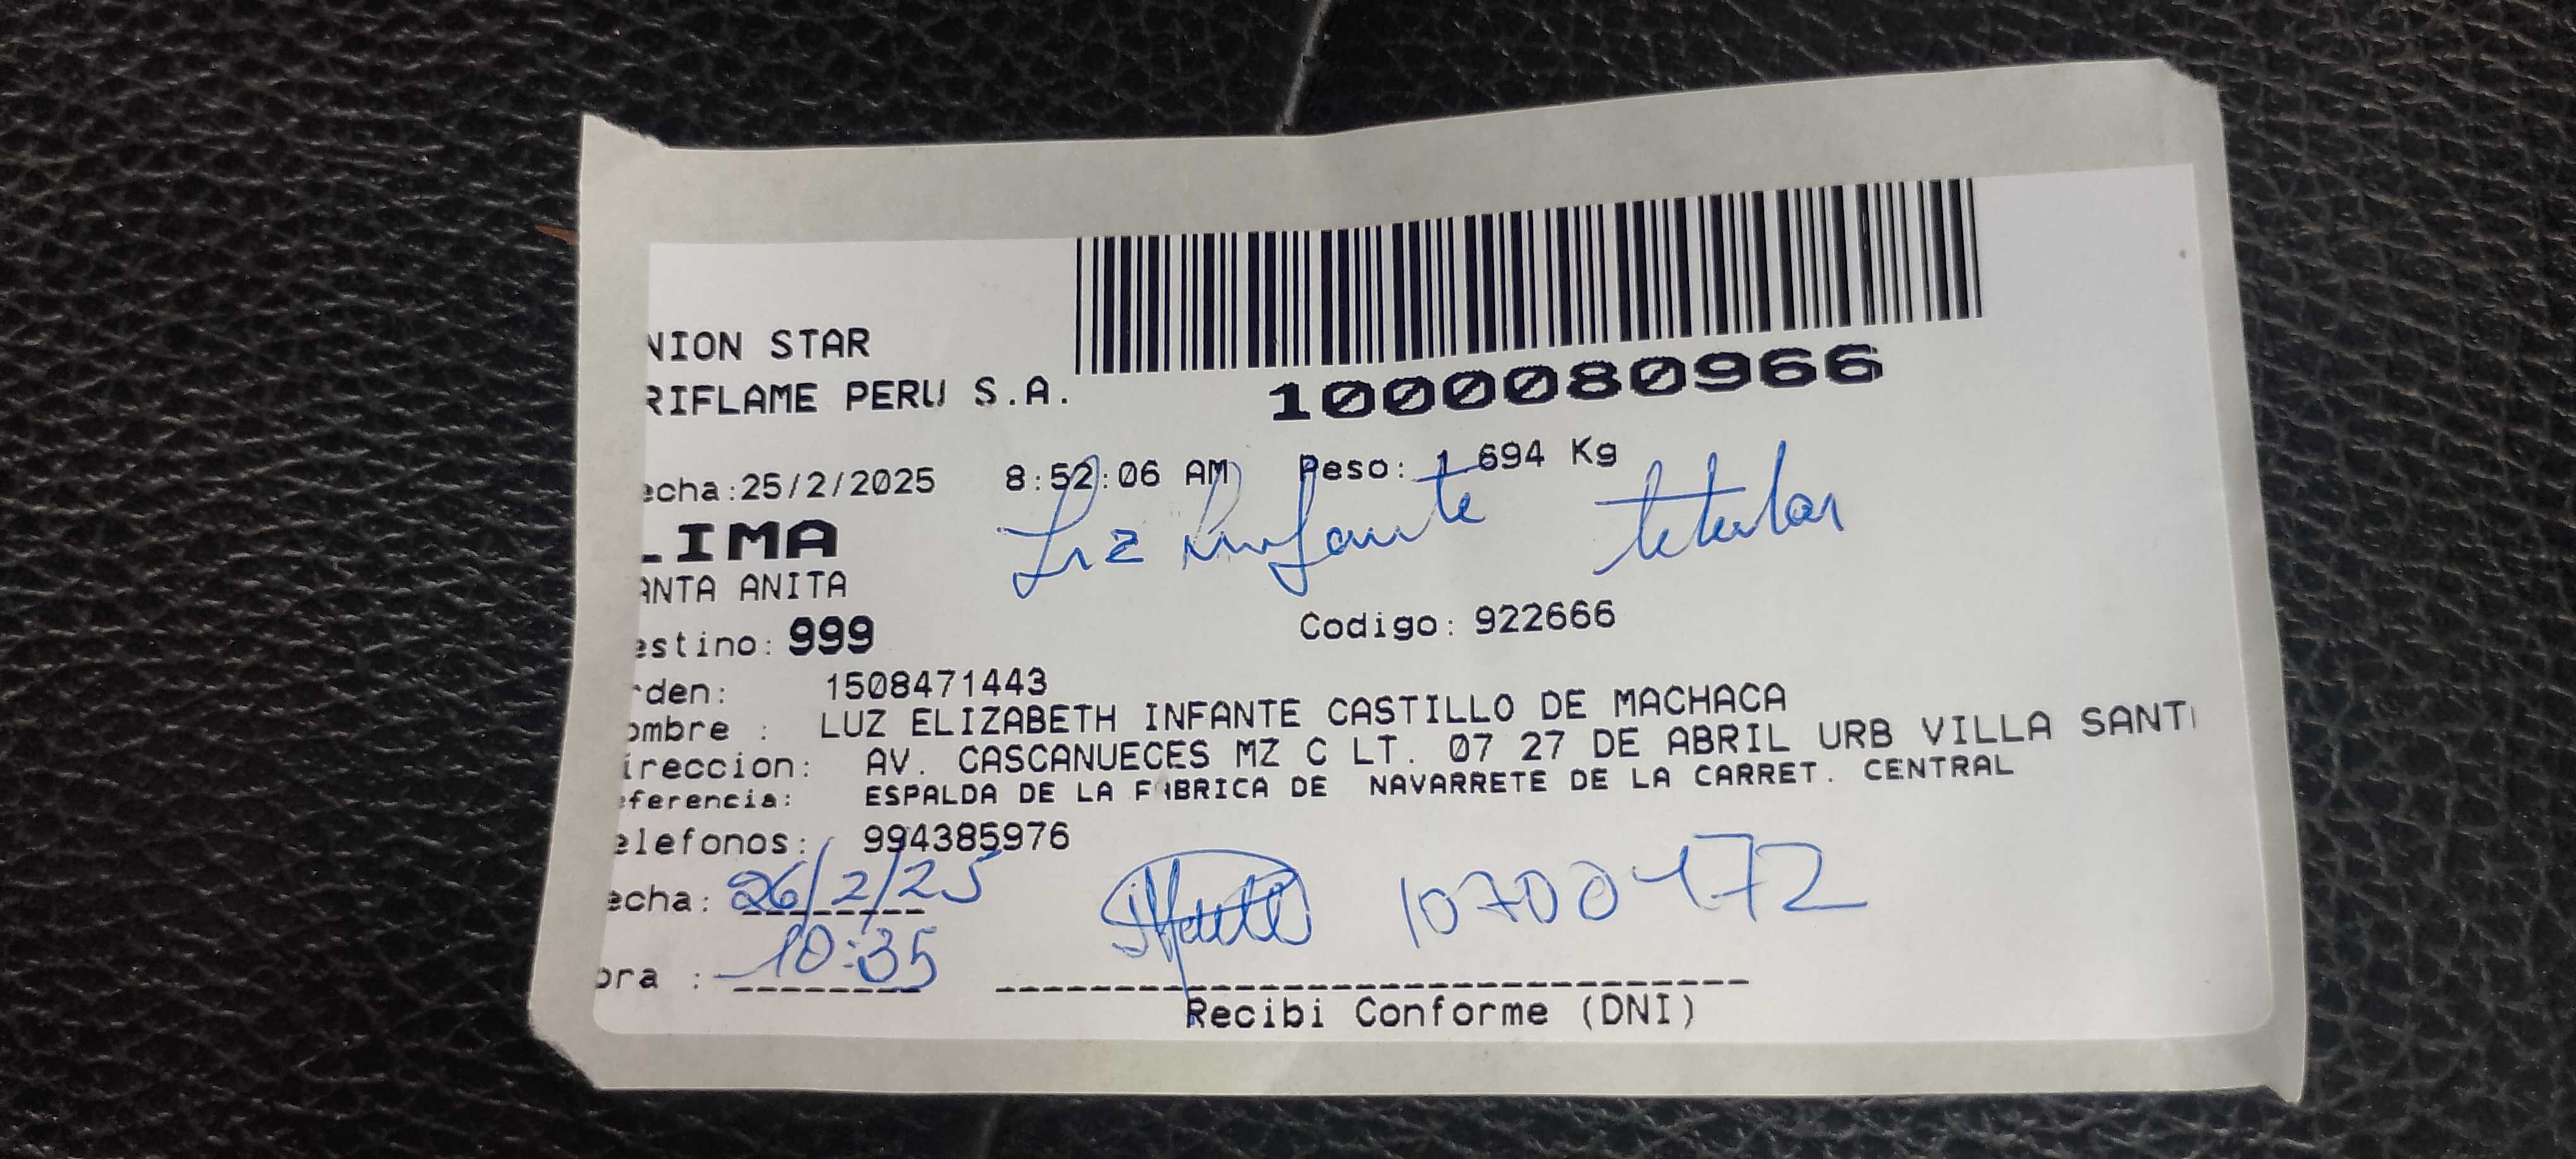 NION STAR
RIFLAME PERU S.A.
1000080966
echa:25/2/2025 8:52:06 AM Peso: 1.694 Kg
LIMA
Luz Infante titular
ANTA ANITA
estino: 999 Codigo: 922666
rden: 1508471443
ombre : LUZ ELIZABETH INFANTE CASTILLO DE MACHACA
ireccion: AV. CASCANUECES MZ C LT. 07 27 DE ABRIL URB VILLA SANT
eferencia: ESPALDA DE LA FABRICA DE NAVARRETE DE LA CARRET. CENTRAL
elefonos: 994385976
echa: 26/2/25
10700472
ora : 10:35
Recibi Conforme (DNI)